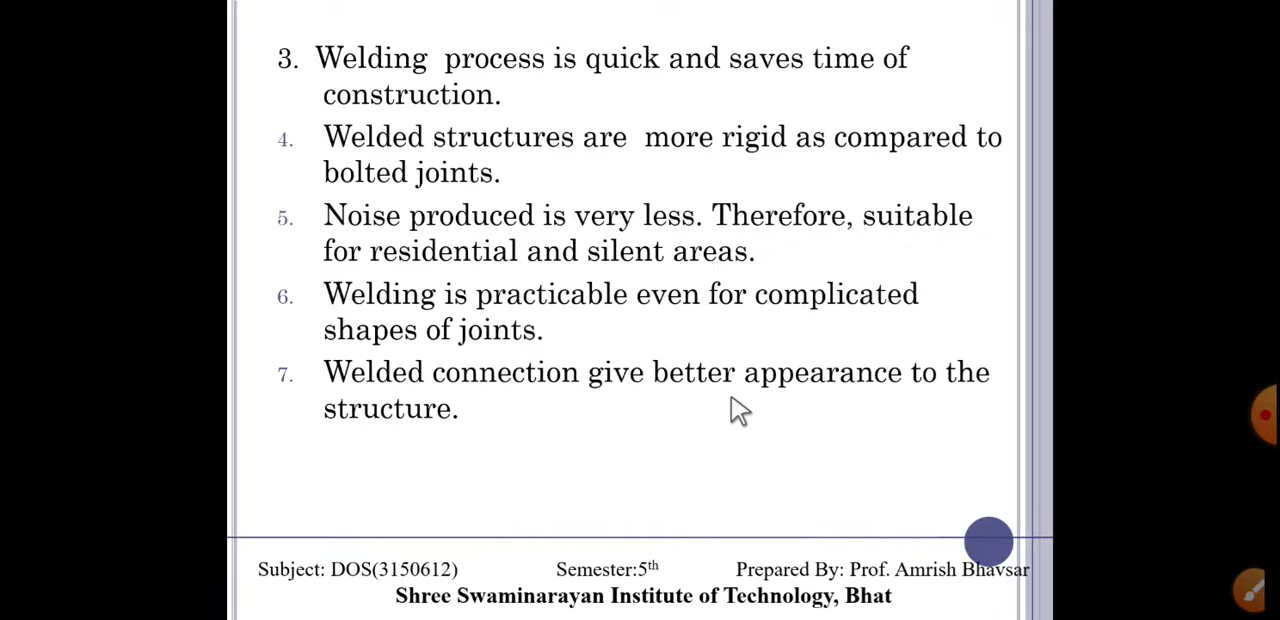 3. Welding process is quick and saves time of
construction.
4. Welded structures are more rigid as compared to
bolted joints.
5. Noise produced is very less. Therefore, suitable
for residential and silent areas.
6. Welding is practicable even for complicated
shapes of joints.
7. Welded connection give better appearance to the
structure.
Subject: DOS(3150612) Semester:5th Prepared By: Prof. Amrish Bhavsar
Shree Swaminarayan Institute of Technology, Bhat